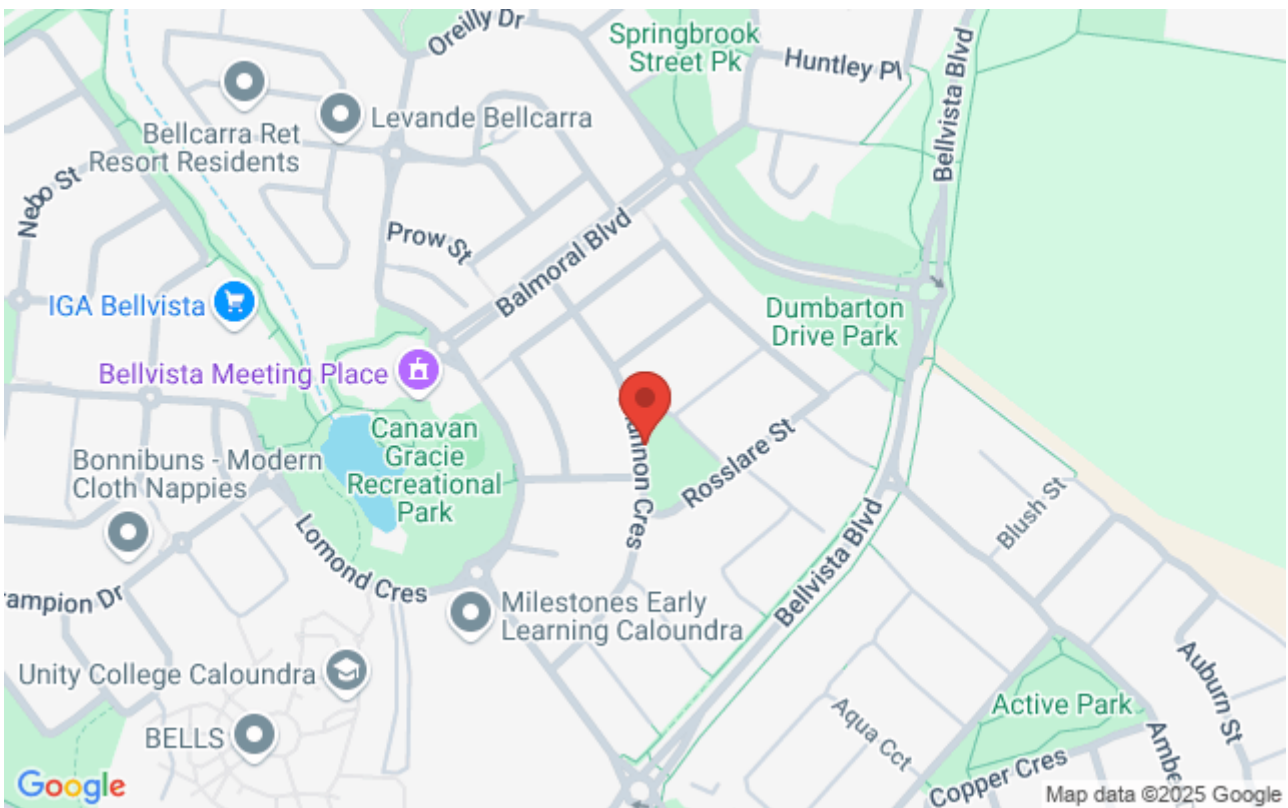 Oreilly Dr
Springbrook
Street Pk
Huntley Pl
Bellvista Blvd
Bellcarra Ret
Resort Residents
Levande Bellcarra
Nebo St
Prow St
Balmoral Blvd
IGA Bellvista
Dumbarton
Drive Park
Bellvista Meeting Place
Canavan
Gracie
Recreational
Park
Bonnibuns - Modern
Cloth Nappies
Rosslare St
Cres
Blush St
Lomond Cres
Bellvista Blvd
Dr
Milestones Early
Learning Caloundra
Unity College Caloundra
Auburn St
Active Park
Aqua Cct
BELLS
Copper Cres
Google
Map data ©2025 Google